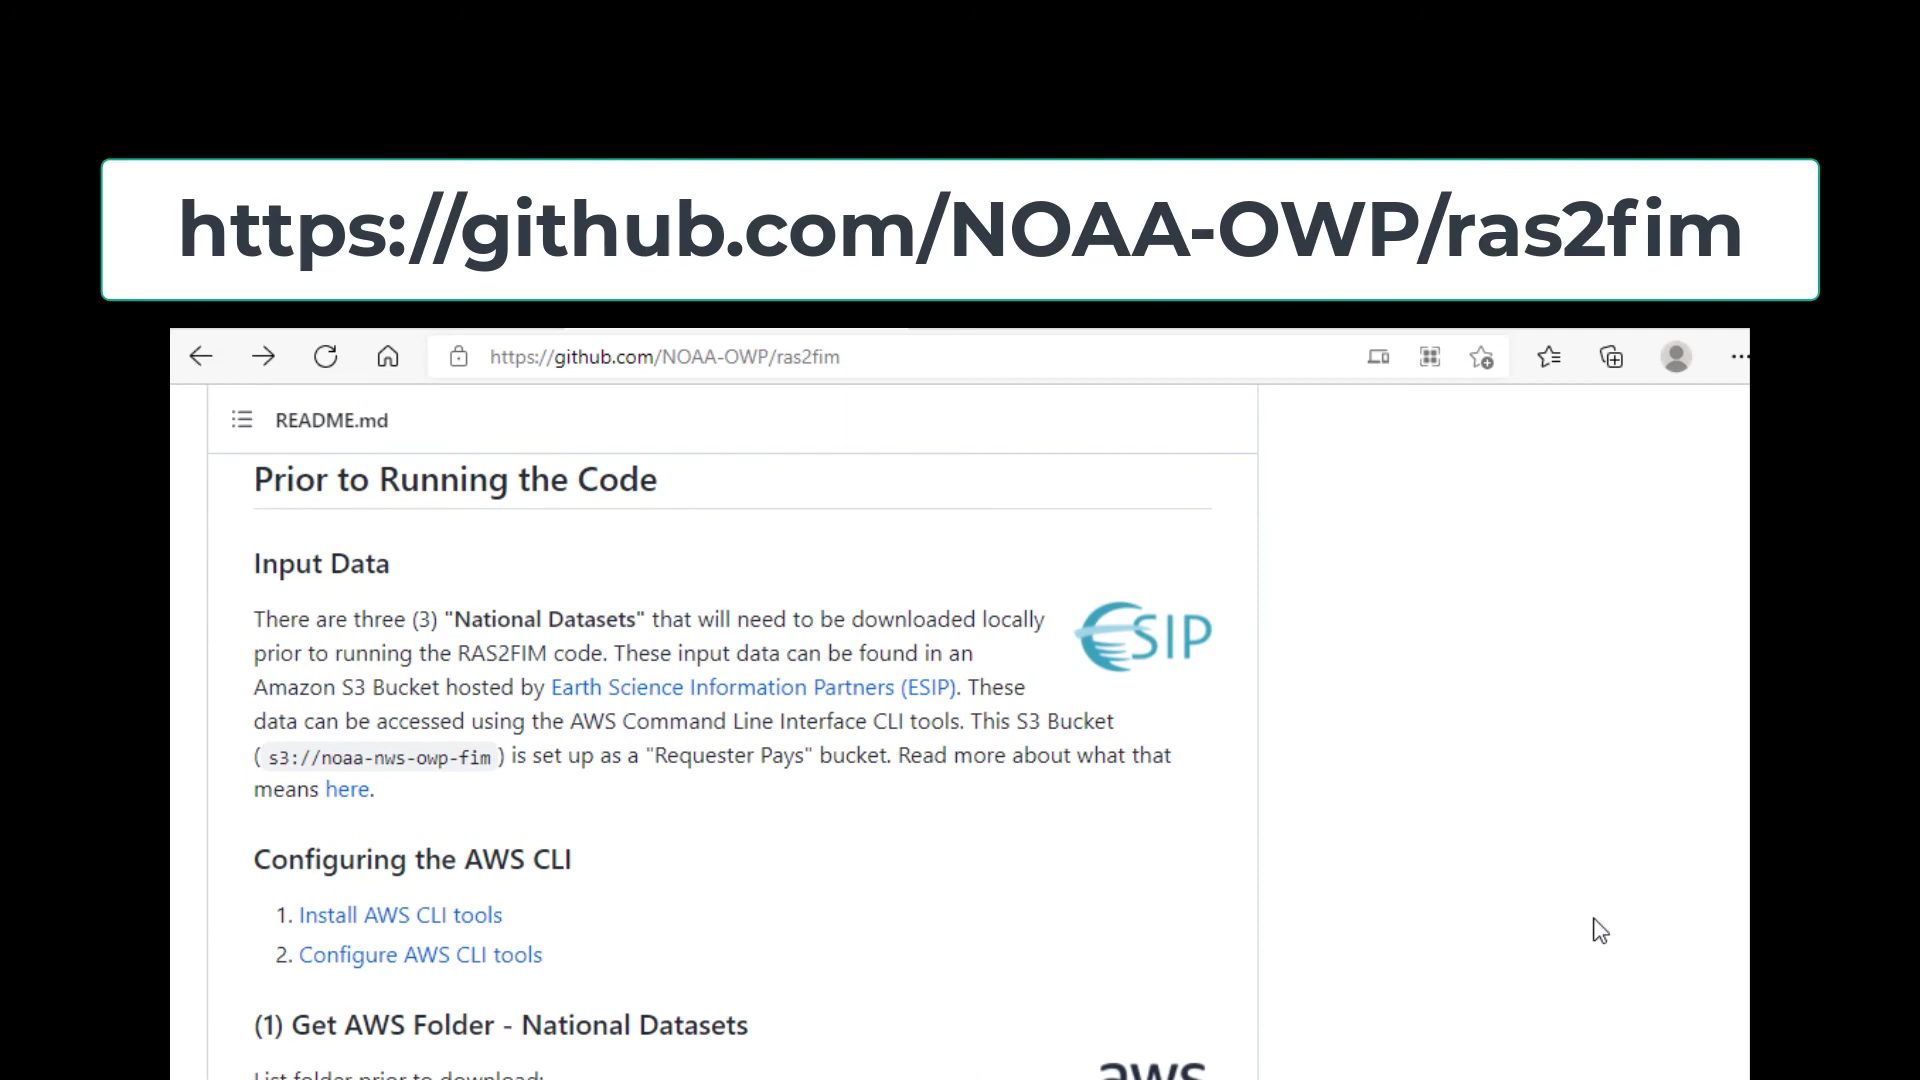 https://github.com/NOAA-OWP/ras2fim
https://github.com/NOAA-OWP/ras2fim
README.md
Prior to Running the Code
Input Data
There are three (3) "National Datasets" that will need to be downloaded locally
prior to running the RAS2FIM code. These input data can be found in an
Amazon S3 Bucket hosted by Earth Science Information Partners (ESIP). These
data can be accessed using the AWS Command Line Interface CLI tools. This S3 Bucket
(s3://noaa-nws-owp-fim) is set up as a "Requester Pays" bucket. Read more about what that
means here.
ESIP
Configuring the AWS CLI
1. Install AWS CLI tools
2. Configure AWS CLI tools
(1) Get AWS Folder - National Datasets
List folder prior to download:
aws